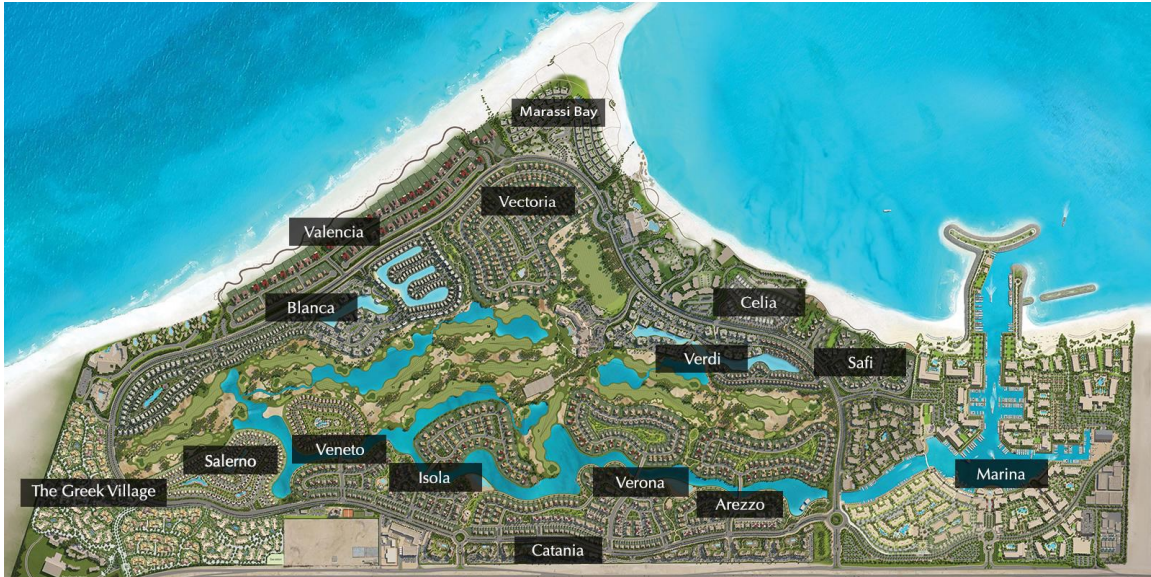 Marassi Bay
Vectoria
Valencia
Blanca
Celia
Verdi
Safi
Veneto
Salerno
Isola
Marina
Verona
The Greek Village
Arezzo
Catania